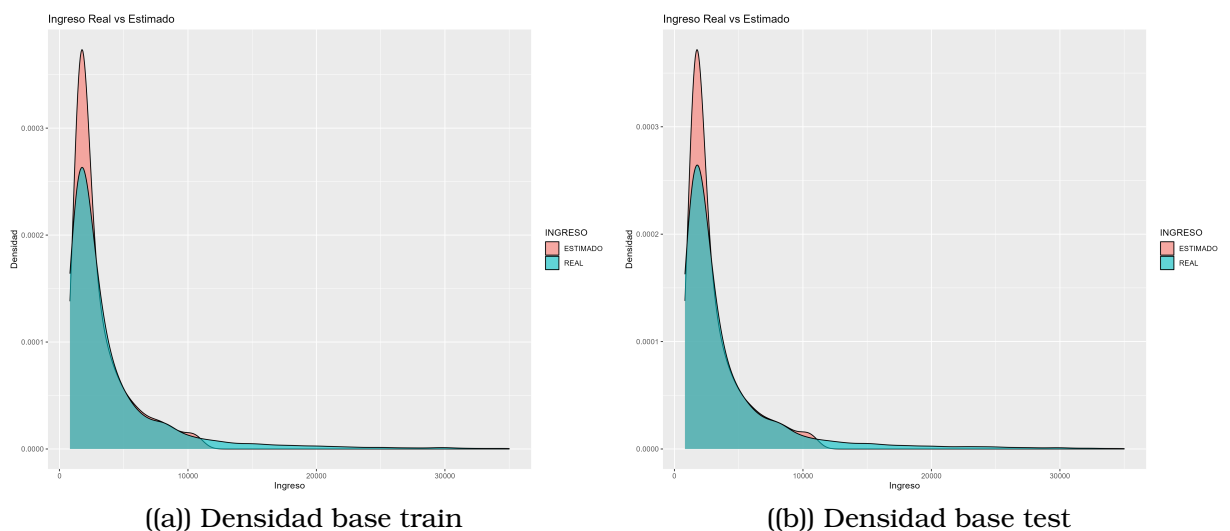 Ingreso Real vs Estimado
0.0003
0.0002
0.0001
0.0000
Densidad
0
10000
20000
30000
Ingreso
INGRESO
ESTIMADO
REAL
((a)) Densidad base train
Ingreso Real vs Estimado
0.0003
0.0002
0.0001
0.0000
Densidad
0
10000
20000
30000
Ingreso
INGRESO
ESTIMADO
REAL
((b)) Densidad base test